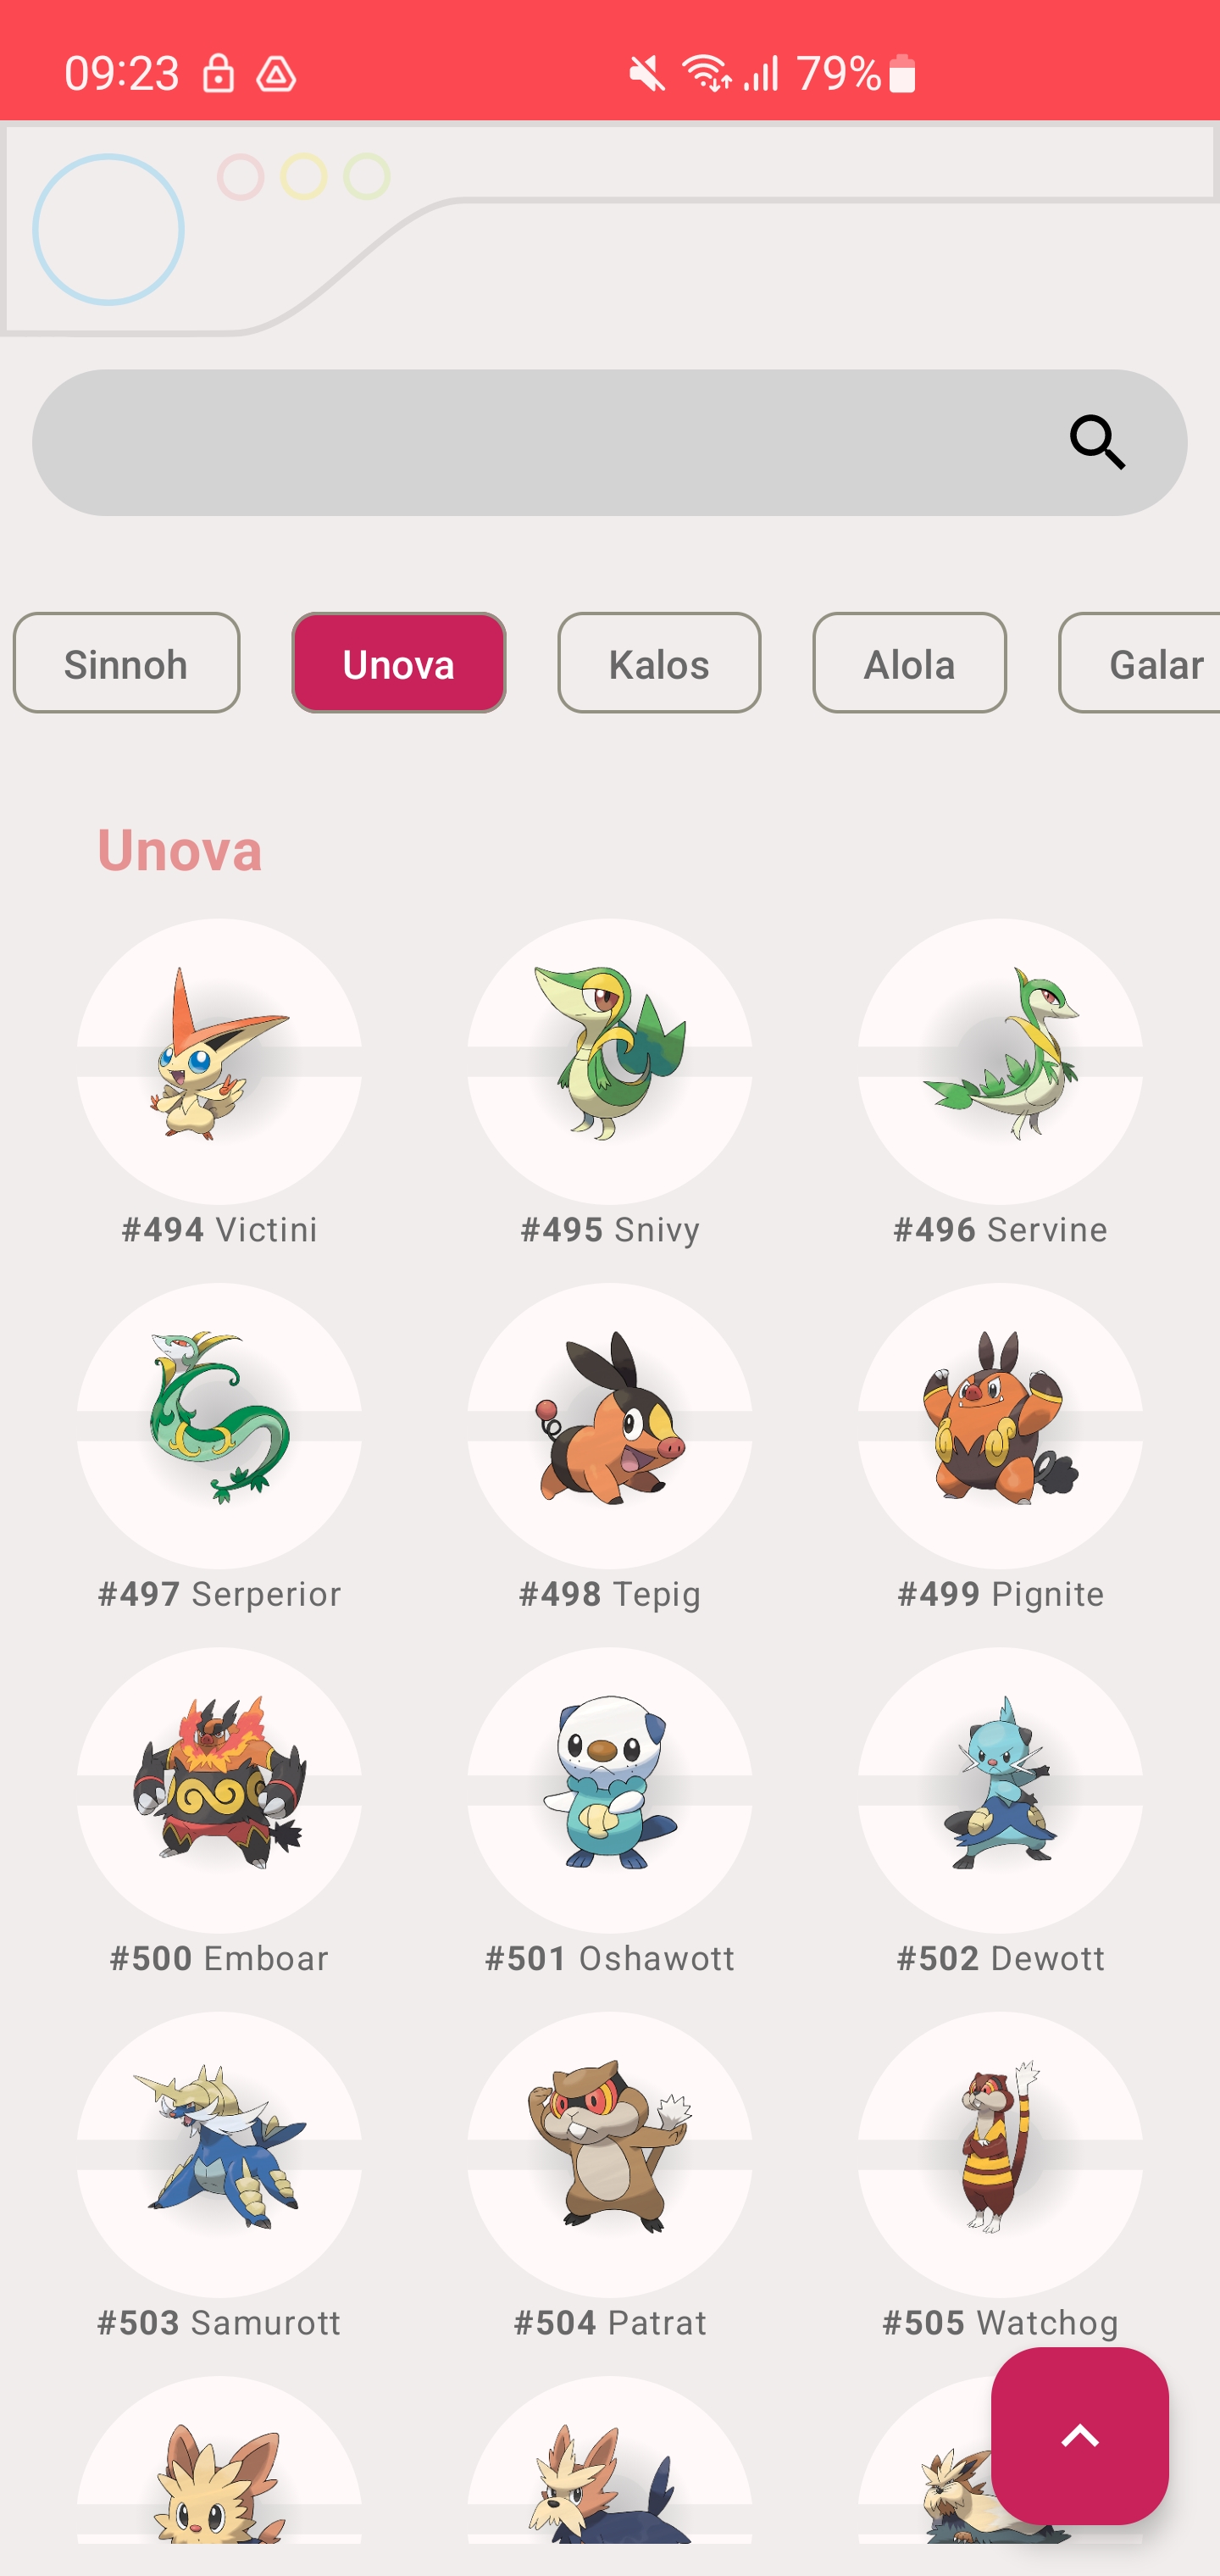 09:23 79%
Sinnoh Unova Kalos Alola Galar
Unova
#494 Victini #495 Snivy #496 Servine
#497 Serperior #498 Tepig #499 Pignite
#500 Emboar #501 Oshawott #502 Dewott
#503 Samurott #504 Patrat #505 Watchog